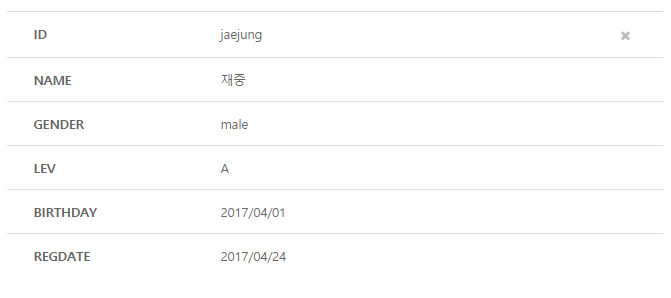 ID jaejung
NAME 재중
GENDER male
LEV A
BIRTHDAY 2017/04/01
REGDATE 2017/04/24